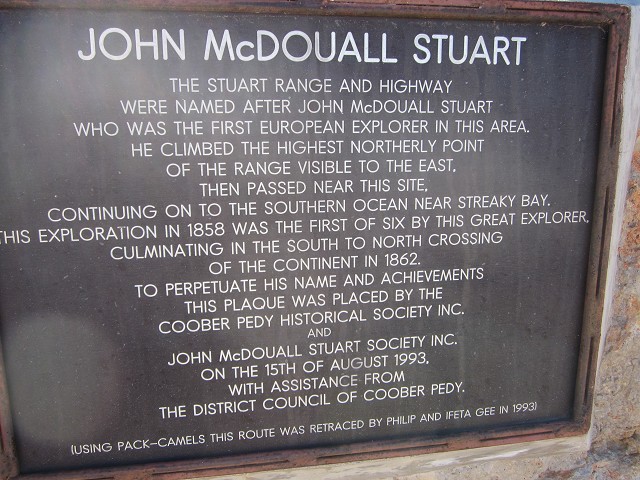 JOHN McDOUALL STUART
THE STUART RANGE AND HIGHWAY
WERE NAMED AFTER JOHN McDOUALL STUART
WHO WAS THE FIRST EUROPEAN EXPLORER IN THIS AREA.
HE CLIMBED THE HIGHEST NORTHERLY POINT
OF THE RANGE VISIBLE TO THE EAST,
THEN PASSED NEAR THIS SITE,
CONTINUING ON TO THE SOUTHERN OCEAN NEAR STREAKY BAY.
THIS EXPLORATION IN 1858 WAS THE FIRST OF SIX BY THIS GREAT EXPLORER,
CULMINATING IN THE SOUTH TO NORTH CROSSING
OF THE CONTINENT IN 1862.
TO PERPETUATE HIS NAME AND ACHIEVEMENTS
THIS PLAQUE WAS PLACED BY THE
COOBER PEDY HISTORICAL SOCIETY INC.
AND
JOHN McDOUALL STUART SOCIETY INC.
ON THE 15TH OF AUGUST 1993,
WITH ASSISTANCE FROM
THE DISTRICT COUNCIL OF COOBER PEDY.
(USING PACK-CAMELS THIS ROUTE WAS RETRACED BY PHILIP AND IFETA GEE IN 1993)